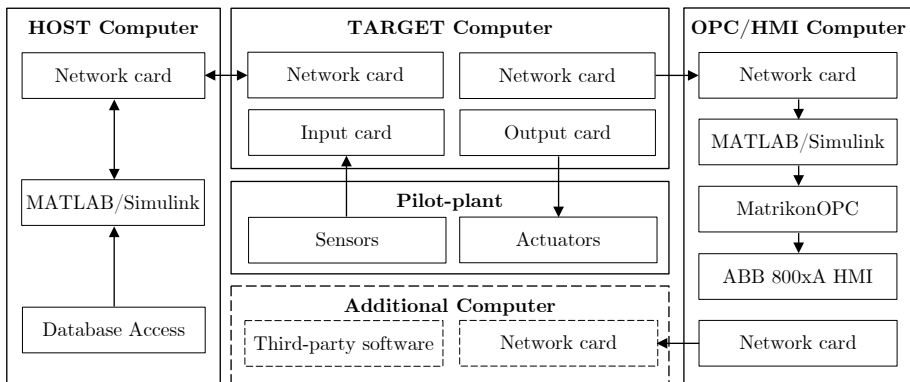 HOST Computer
Network card
MATLAB/Simulink
Database Access
TARGET Computer
Network card
Network card
Input card
Output card
Pilot-plant
Sensors
Actuators
Additional Computer
Third-party software
Network card
OPC/HMI Computer
Network card
MATLAB/Simulink
MatrikonOPC
ABB 800xA HMI
Network card